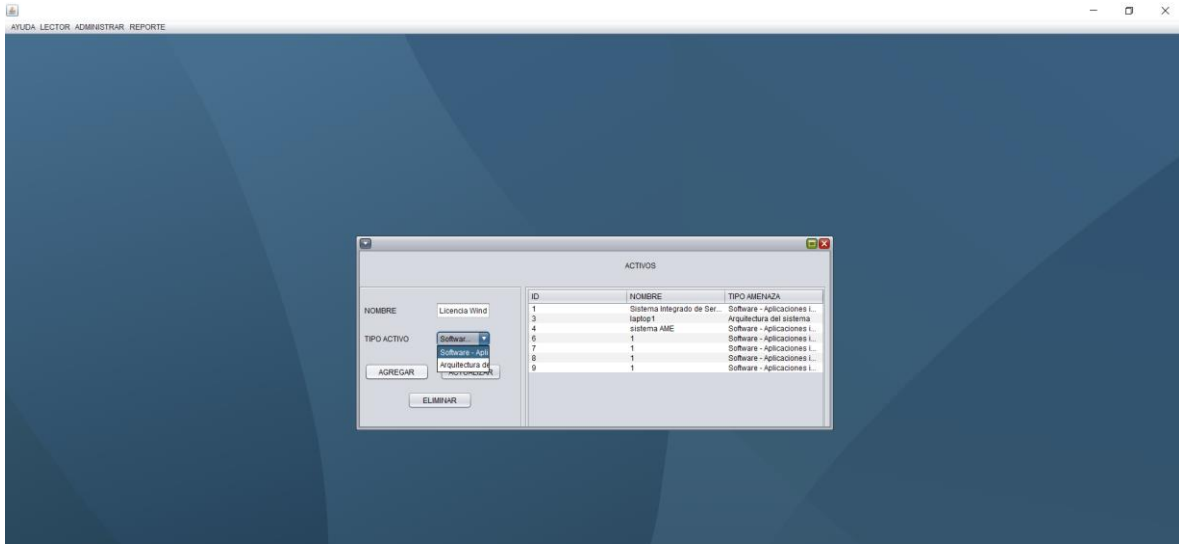 AYUDA LECTOR ADMINISTRAR REPORTE
ACTIVOS
NOMBRE Licencia Wind
TIPO ACTIVO Softwar...
Software - Apli
Arquitectura de
AGREGAR ACTUALIZAR
ELIMINAR
ID NOMBRE TIPO AMENAZA
1 Sistema Integrado de Ser... Software - Aplicaciones i...
3 laptop1 Arquitectura del sistema
4 sistema AME Software - Aplicaciones i...
6 1 Software - Aplicaciones i...
7 1 Software - Aplicaciones i...
8 1 Software - Aplicaciones i...
9 1 Software - Aplicaciones i...